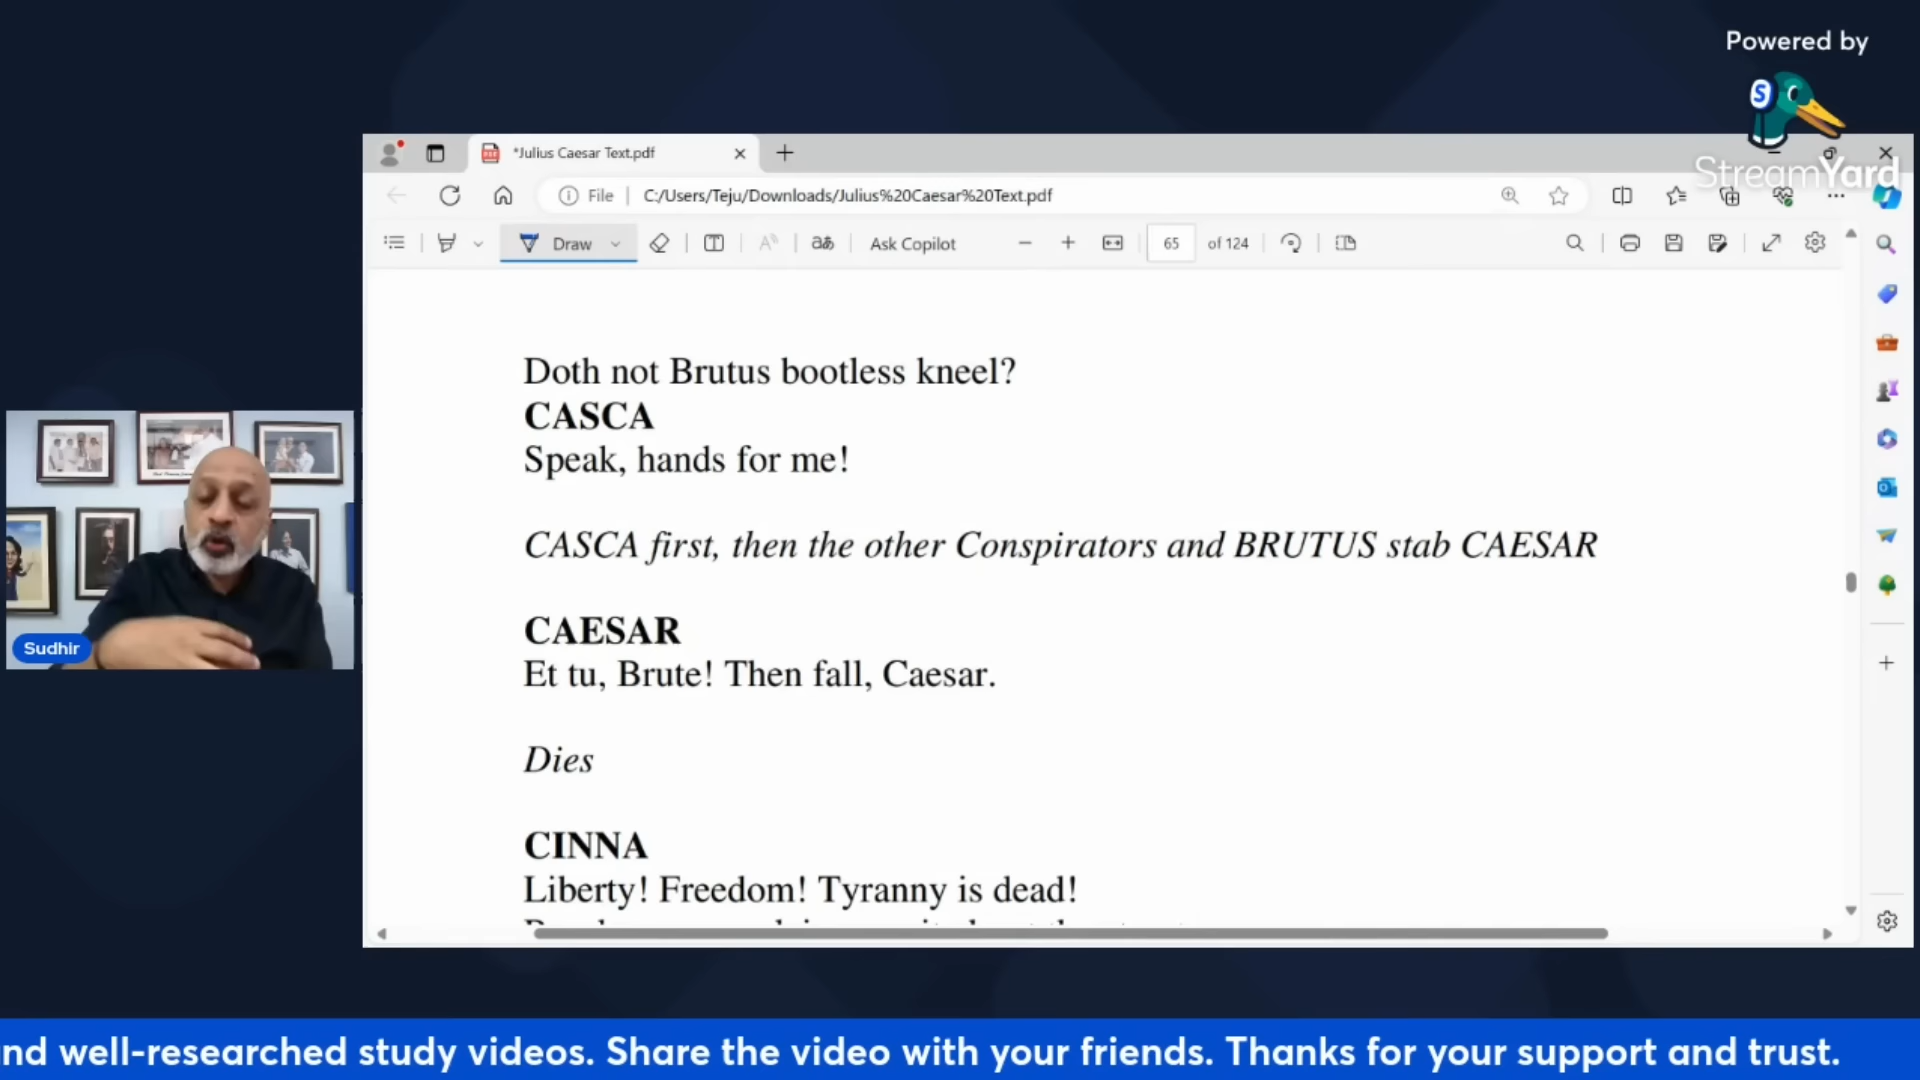 Powered by
StreamYard
*Julius Caesar Text.pdf
File
C:/Users/Teju/Downloads/Julius%20Caesar%20Text.pdf
Draw
Ask Copilot
65 of 124
Doth not Brutus bootless kneel?
CASCA
Speak, hands for me!
CASCA first, then the other Conspirators and BRUTUS stab CAESAR
CAESAR
Et tu, Brute! Then fall, Caesar.
Dies
CINNA
Liberty! Freedom! Tyranny is dead!
Sudhir
nd well-researched study videos. Share the video with your friends. Thanks for your support and trust.